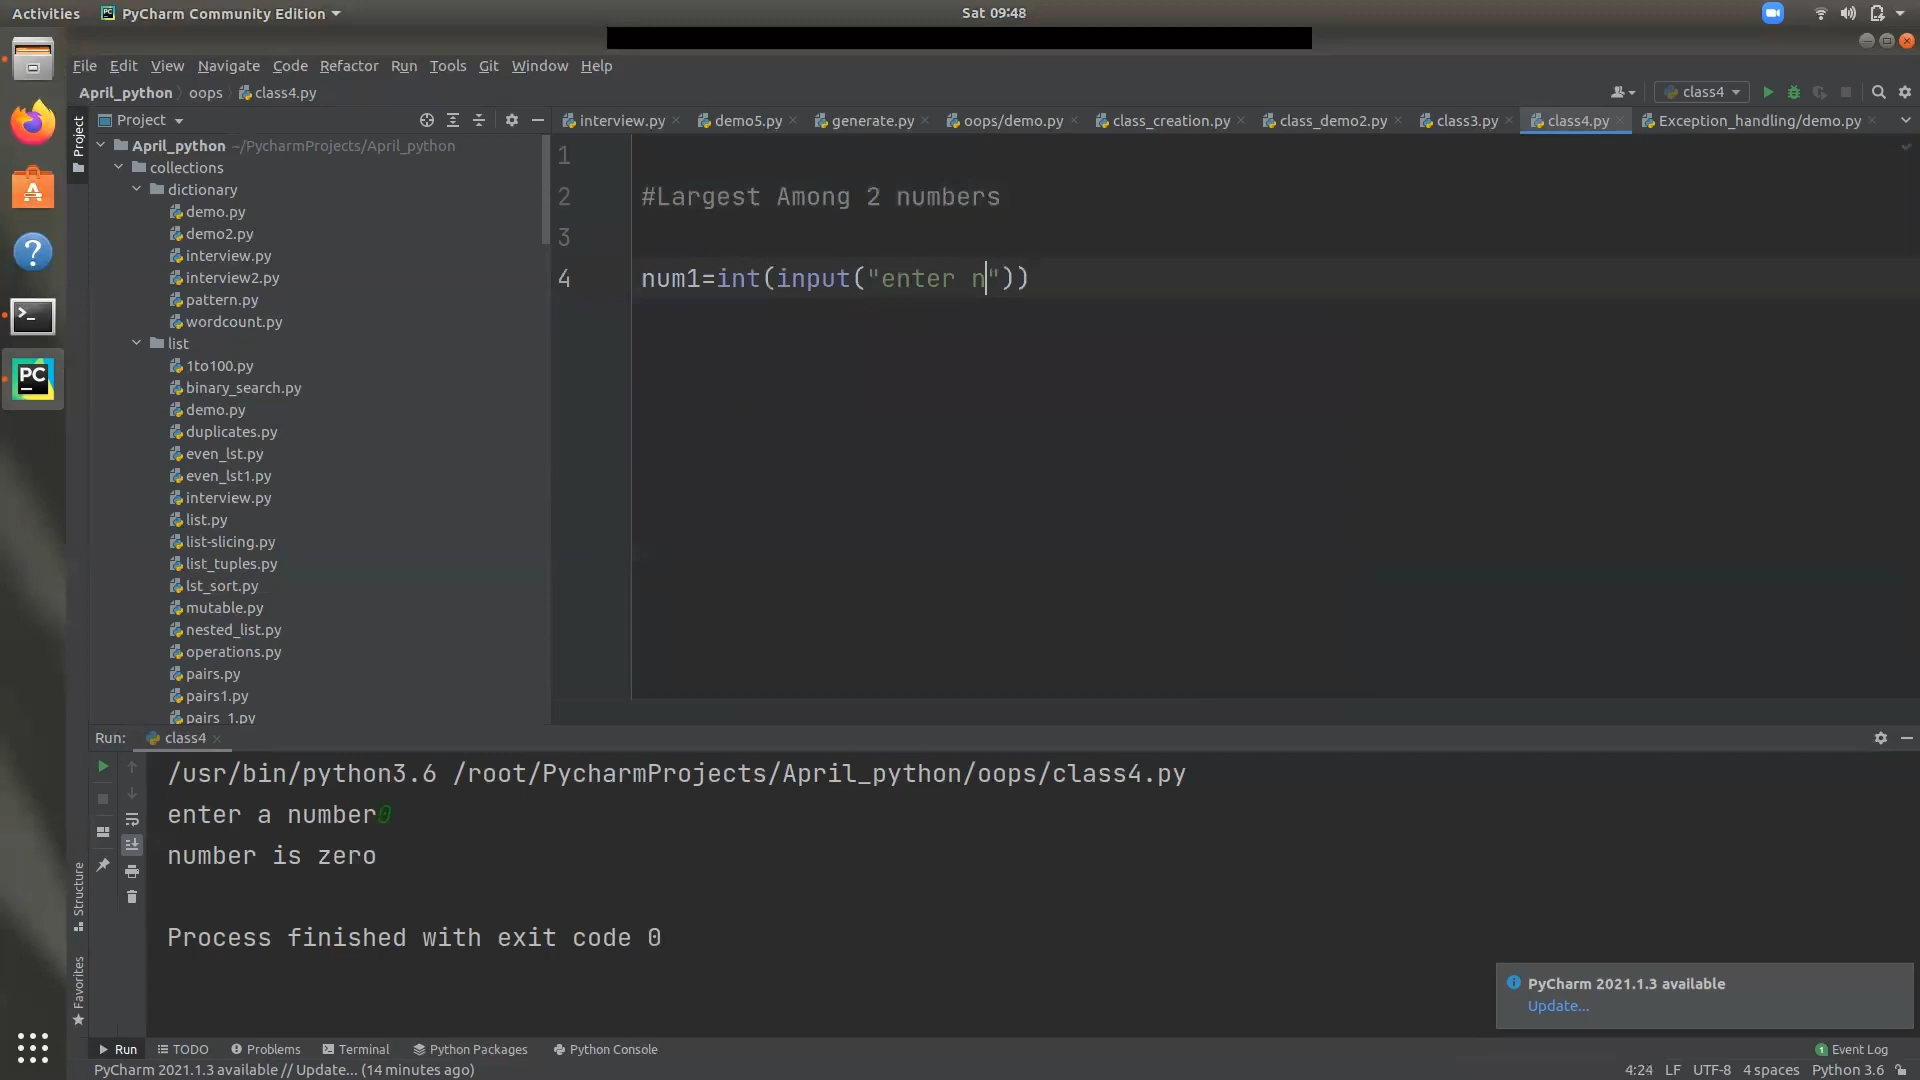 Activities PyCharm Community Edition Sat 09:48
File Edit View Navigate Code Refactor Run Tools Git Window Help
April_python oops class4.py class4
Project interview.py demo5.py generate.py oops/demo.py class_creation.py class_demo2.py class3.py class4.py Exception_handling/demo.py
Project
April_python ~/PycharmProjects/April_python
collections
dictionary
demo.py
demo2.py
interview.py
interview2.py
pattern.py
wordcount.py
list
1to100.py
binary_search.py
demo.py
duplicates.py
even_lst.py
even_lst1.py
interview.py
list.py
list-slicing.py
list_tuples.py
lst_sort.py
mutable.py
nested_list.py
operations.py
pairs.py
pairs1.py
pairs_1.py
1
2 #Largest Among 2 numbers
3
4 num1=int(input("enter n"))
Run: class4
/usr/bin/python3.6 /root/PycharmProjects/April_python/oops/class4.py
enter a number0
number is zero
Process finished with exit code 0
Structure
Favorites
PyCharm 2021.1.3 available
Update...
Run TODO Problems Terminal Python Packages Python Console 1 Event Log
PyCharm 2021.1.3 available // Update... (14 minutes ago) 4:24 LF UTF-8 4 spaces Python 3.6